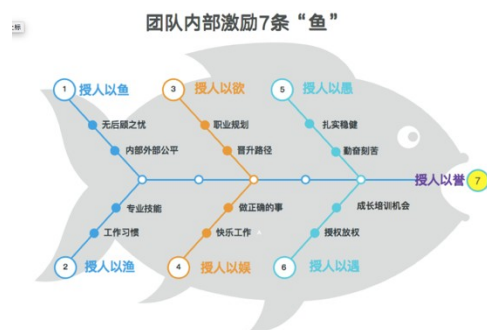 团队内部激励7条“鱼”
上标
1 授人以鱼
无后顾之忧
内部外部公平
3 授人以欲
职业规划
晋升路径
5 授人以愚
扎实稳健
勤奋刻苦
授人以誉 7
专业技能
工作习惯
2 授人以渔
做正确的事
快乐工作
4 授人以娱
成长培训机会
授权放权
6 授人以遇